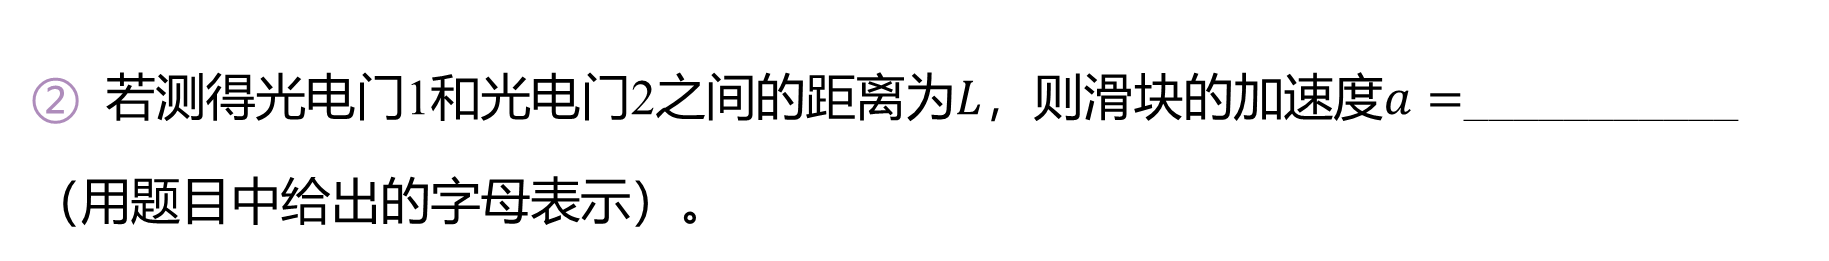 ② 若测得光电门1和光电门2之间的距离为L，则滑块的加速度a =___________
（用题目中给出的字母表示）。